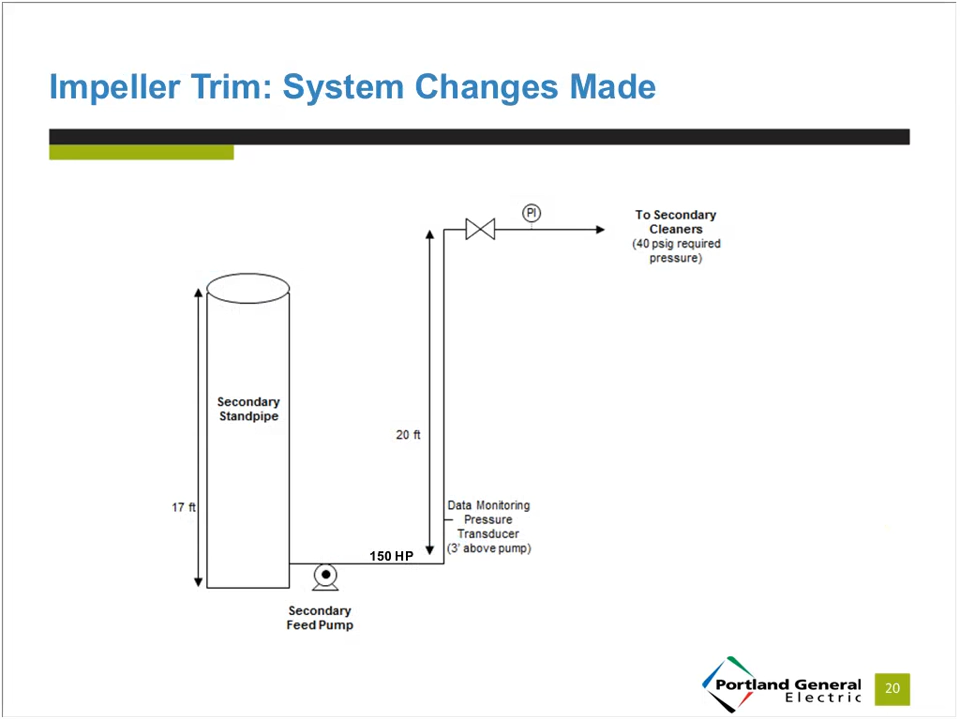 Impeller Trim: System Changes Made
PI
To Secondary
Cleaners
(40 psig required
pressure)
Secondary
Standpipe
20 ft
17 ft
Data Monitoring
Pressure
Transducer
(3' above pump)
150 HP
Secondary
Feed Pump
Portland General
Electric
20